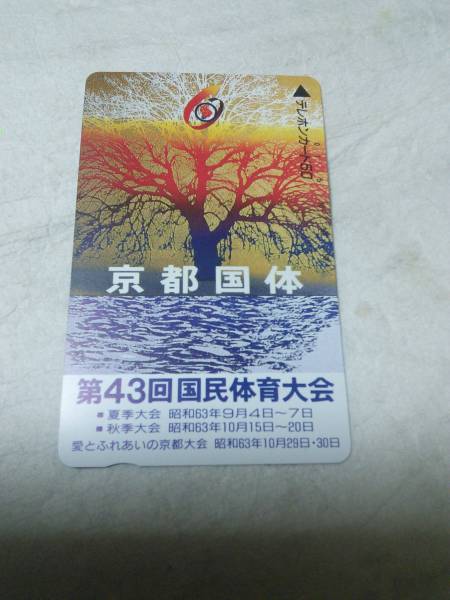 テレホンカード50
京都国体
第43回国民体育大会
▪夏季大会 昭和63年9月4日～7日
▪秋季大会 昭和63年10月15日～20日
愛とふれあいの京都大会 昭和63年10月29日・30日